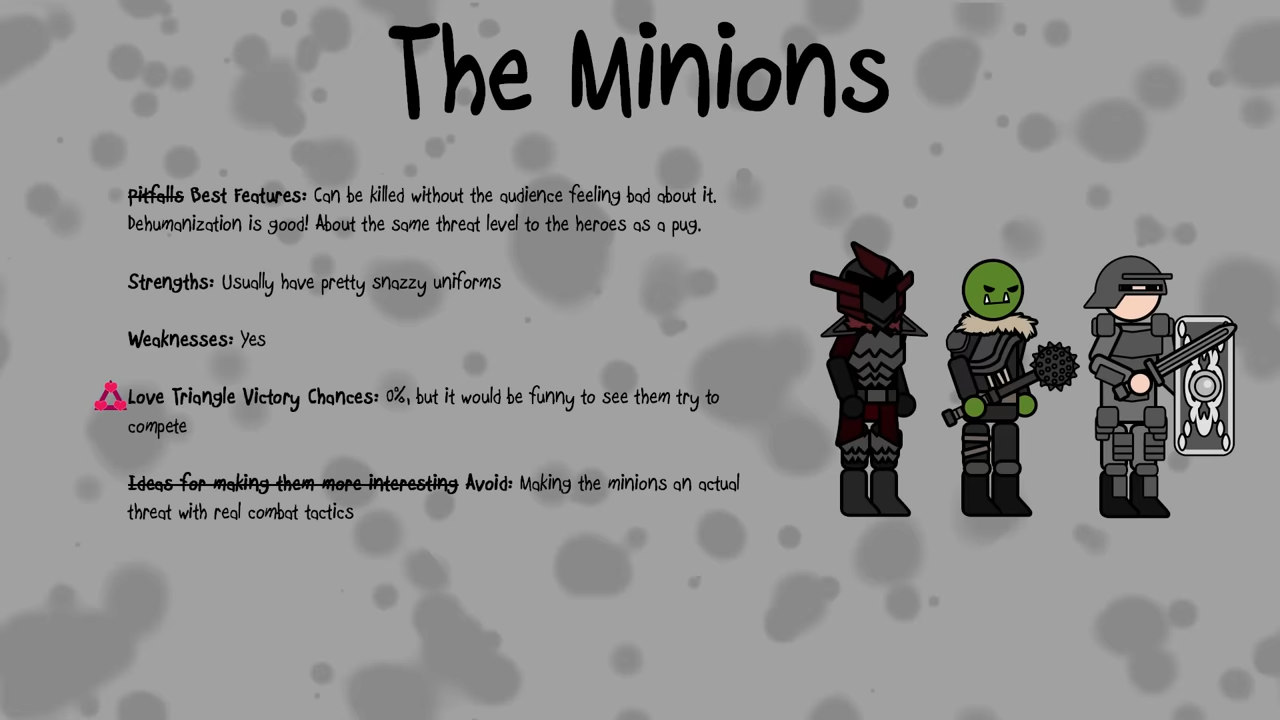 The Minions
Pitfalls Best Features: Can be killed without the audience feeling bad about it.
Dehumanization is good! About the same threat level to the heroes as a pug.
Strengths: Usually have pretty snazzy uniforms
Weaknesses: Yes
Love Triangle Victory Chances: 0%, but it would be funny to see them try to
compete
Ideas for making them more interesting Avoid: Making the minions an actual
threat with real combat tactics